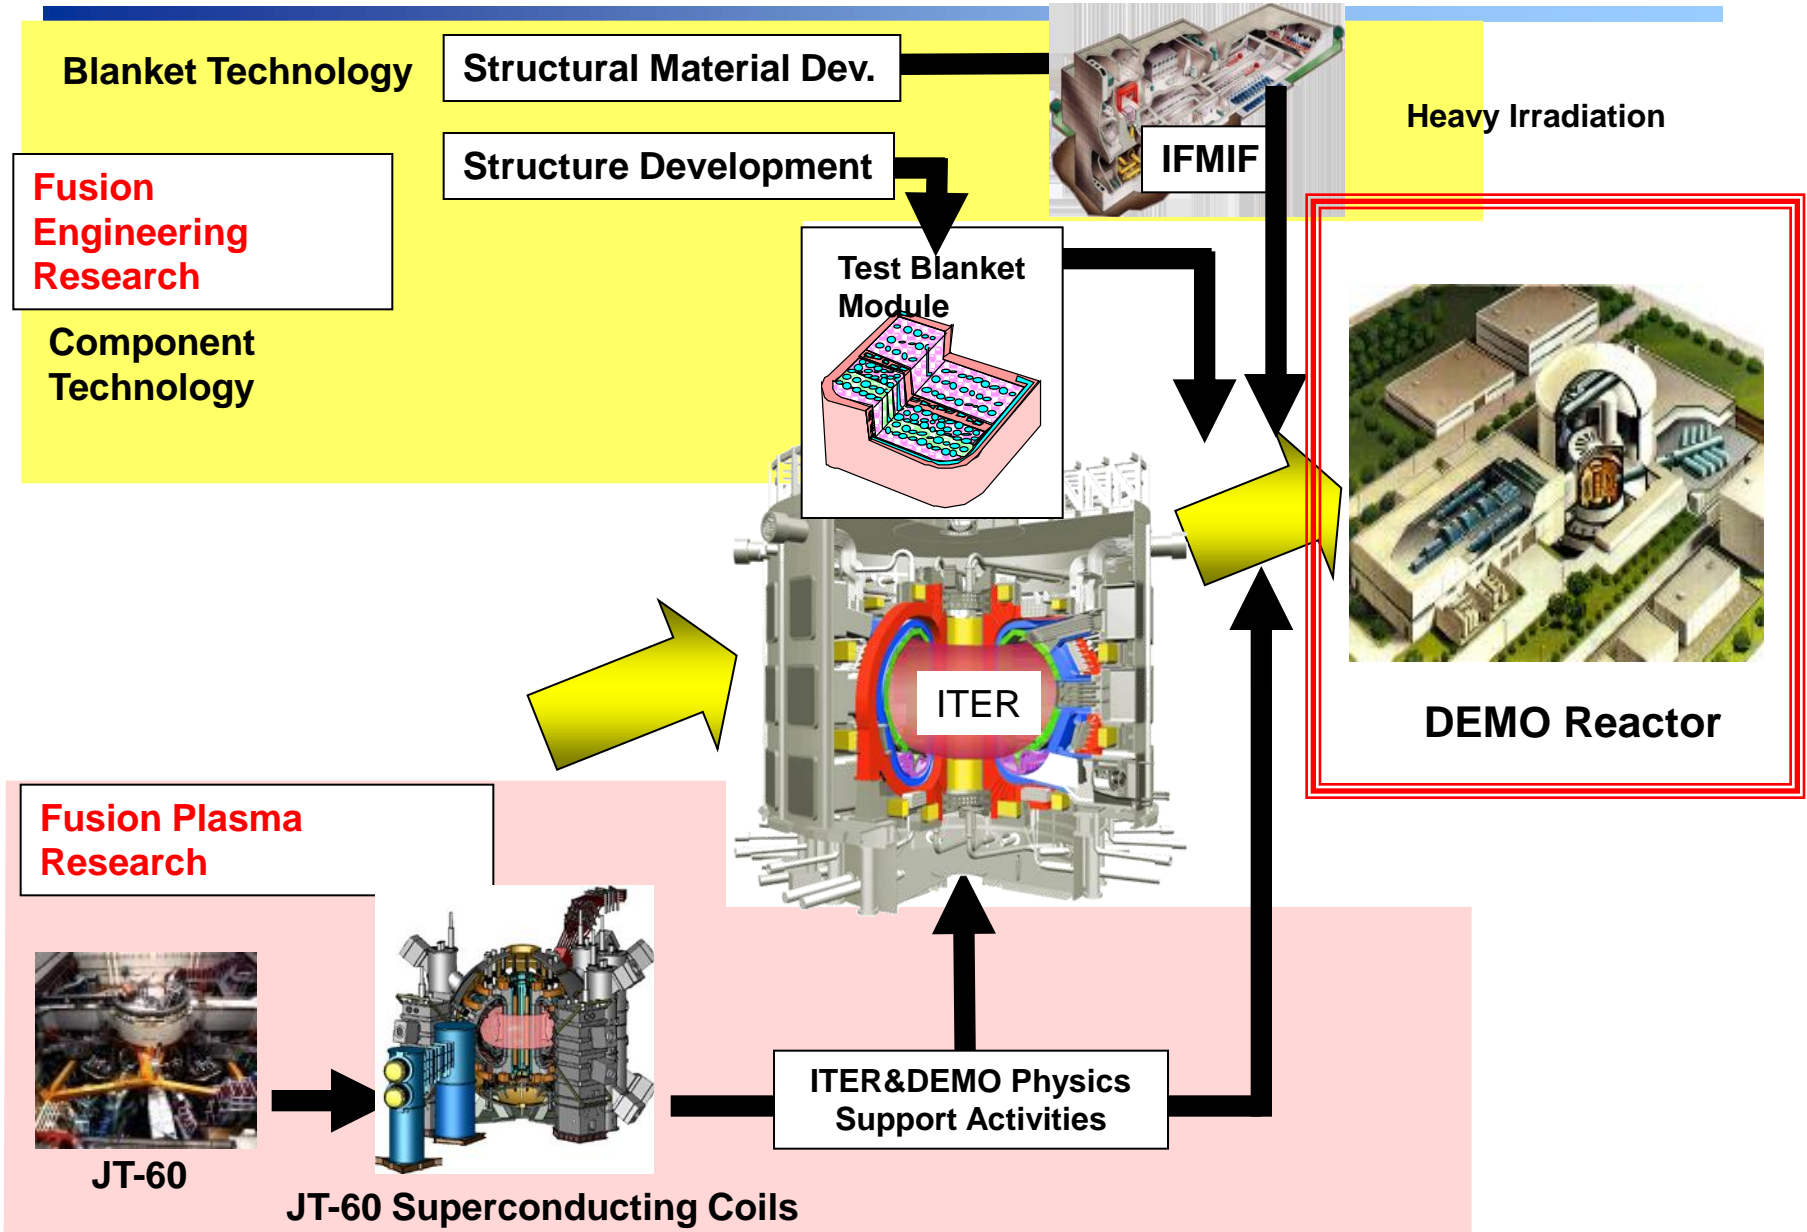 Blanket Technology
Structural Material Dev.
Heavy Irradiation
Structure Development
IFMIF
Fusion
Engineering
Research
Test Blanket
Module
Component
Technology
ITER
DEMO Reactor
Fusion Plasma
Research
ITER&DEMO Physics
Support Activities
JT-60
JT-60 Superconducting Coils